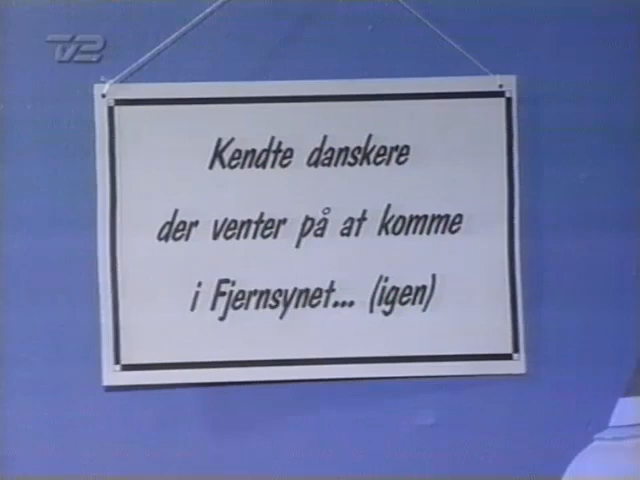 TV2
Kendte danskere
der venter på at komme
i Fjernsynet... (igen)